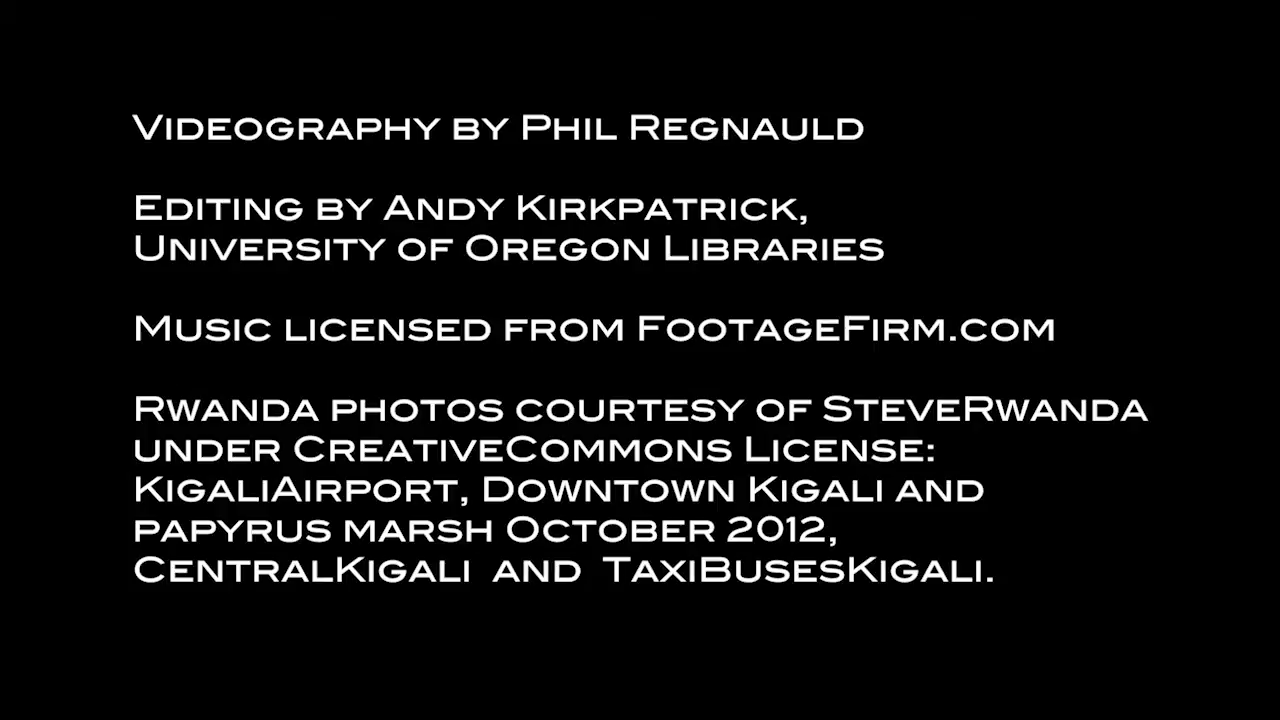 Videography by Phil Regnauld
Editing by Andy Kirkpatrick,
University of Oregon Libraries
Music licensed from FootageFirm.com
Rwanda photos courtesy of SteveRwanda
under CreativeCommons License:
KigaliAirport, Downtown Kigali and
papyrus marsh October 2012,
CentralKigali and TaxiBusesKigali.